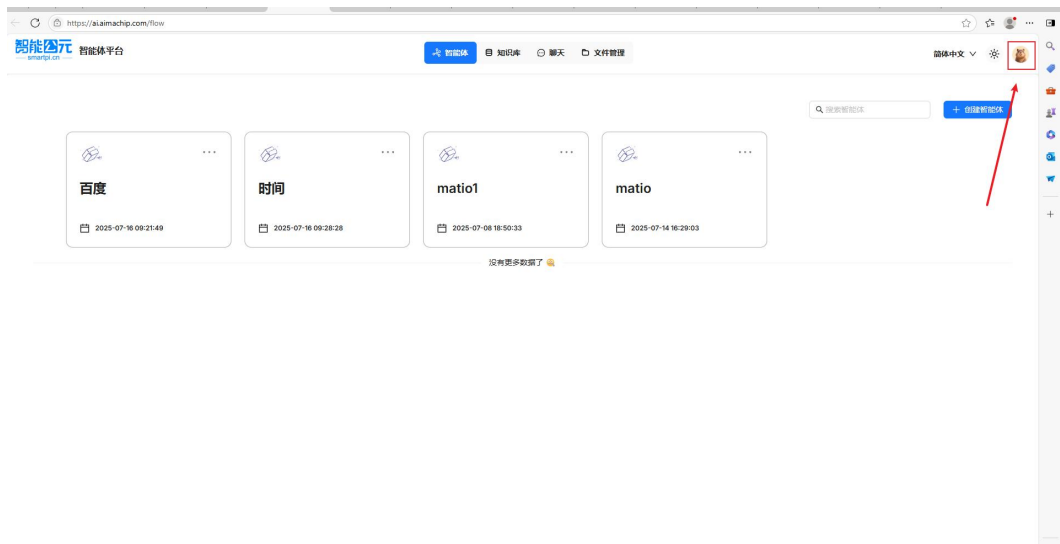 https://ai.aimachip.com/flow
智能公元
smartpi.cn
智能体平台
智能体 知识库 聊天 文件管理
简体中文
搜索智能体
+ 创建智能体
百度
2025-07-16 09:21:49
时间
2025-07-16 09:28:28
matio1
2025-07-08 18:50:33
matio
2025-07-14 16:29:03
没有更多数据了 🤗